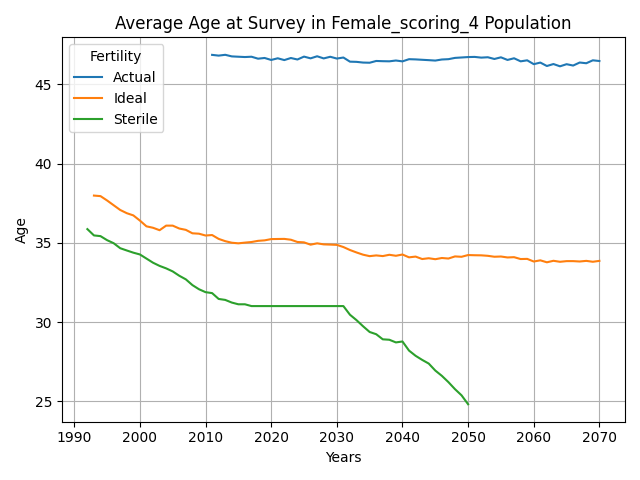 Average Age at Survey in Female_scoring_4 Population
Fertility
Actual
Ideal
Sterile
Age
45
40
35
30
25
1990 2000 2010 2020 2030 2040 2050 2060 2070
Years